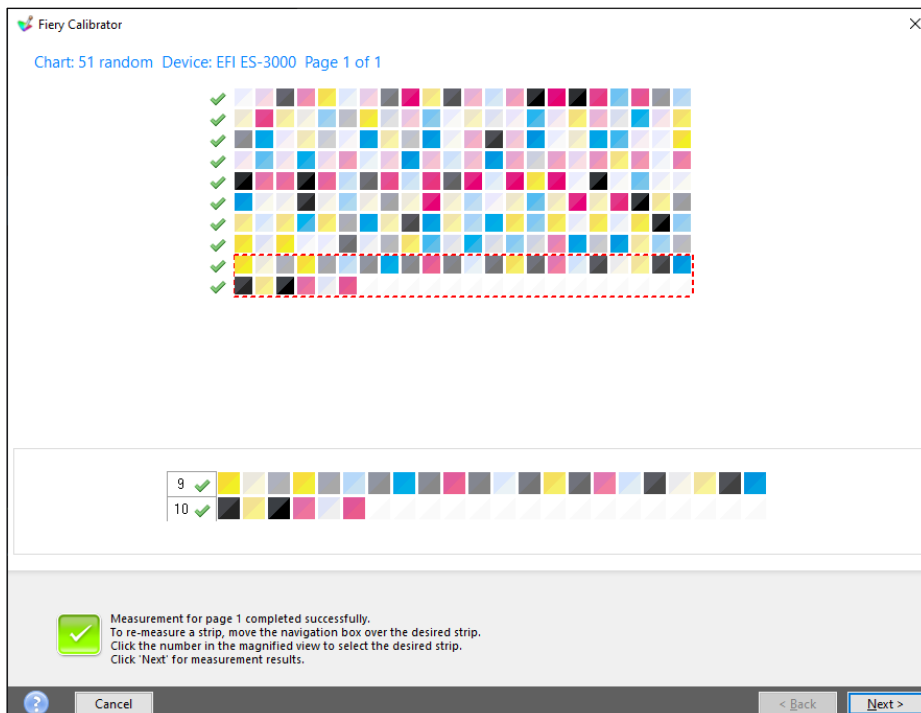 Fiery Calibrator
Chart: 51 random Device: EFI ES-3000 Page 1 of 1
9
10
Measurement for page 1 completed successfully.
To re-measure a strip, move the navigation box over the desired strip.
Click the number in the magnified view to select the desired strip.
Click 'Next' for measurement results.
?
Cancel
< Back
Next >